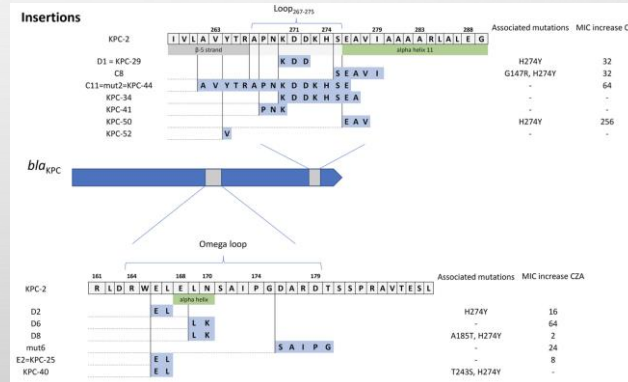 Insertions
Loop267-275
263 271 274 279 283 288
Associated mutations MIC increase C
KPC-2 I V L A V Y T R A P N K D D K H S E A V I A A A A R L A L E G
β-5 strand alpha helix 11
D1 = KPC-29 K D D H274Y 32
C8 S E A V I G147R, H274Y 32
C11=mut2=KPC-44 A V Y T R A P N K D D K H S E - 64
KPC-34 K D D K H S E A - -
KPC-41 P N K - -
KPC-50 E A V H274Y 256
KPC-52 V - -
blaKPC
Omega loop
161 164 168 170 174 179
Associated mutations MIC increase CZA
KPC-2 R L D R W E L E L N S A I P G D A R D T S S P R A V T E S L
alpha helix
D2 E L H274Y 16
D6 L K - 64
D8 L K A185T, H274Y 2
mut6 S A I P G - 24
E2=KPC-25 E L - 8
KPC-40 E L T243S, H274Y -